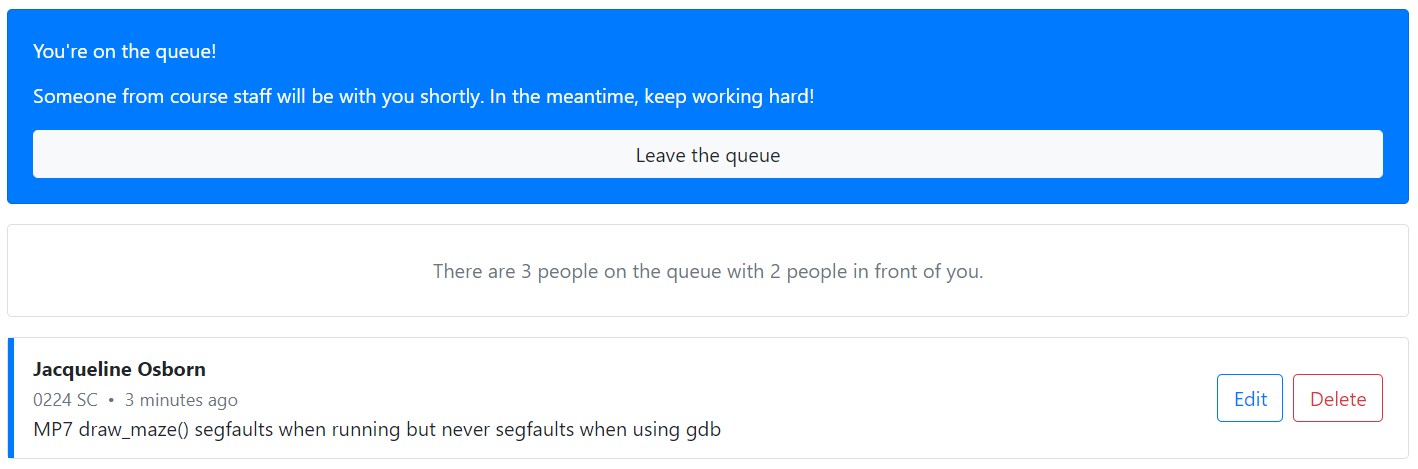 You're on the queue!
Someone from course staff will be with you shortly. In the meantime, keep working hard!
Leave the queue
There are 3 people on the queue with 2 people in front of you.
Jacqueline Osborn
0224 SC • 3 minutes ago
MP7 draw_maze() segfaults when running but never segfaults when using gdb
Edit
Delete